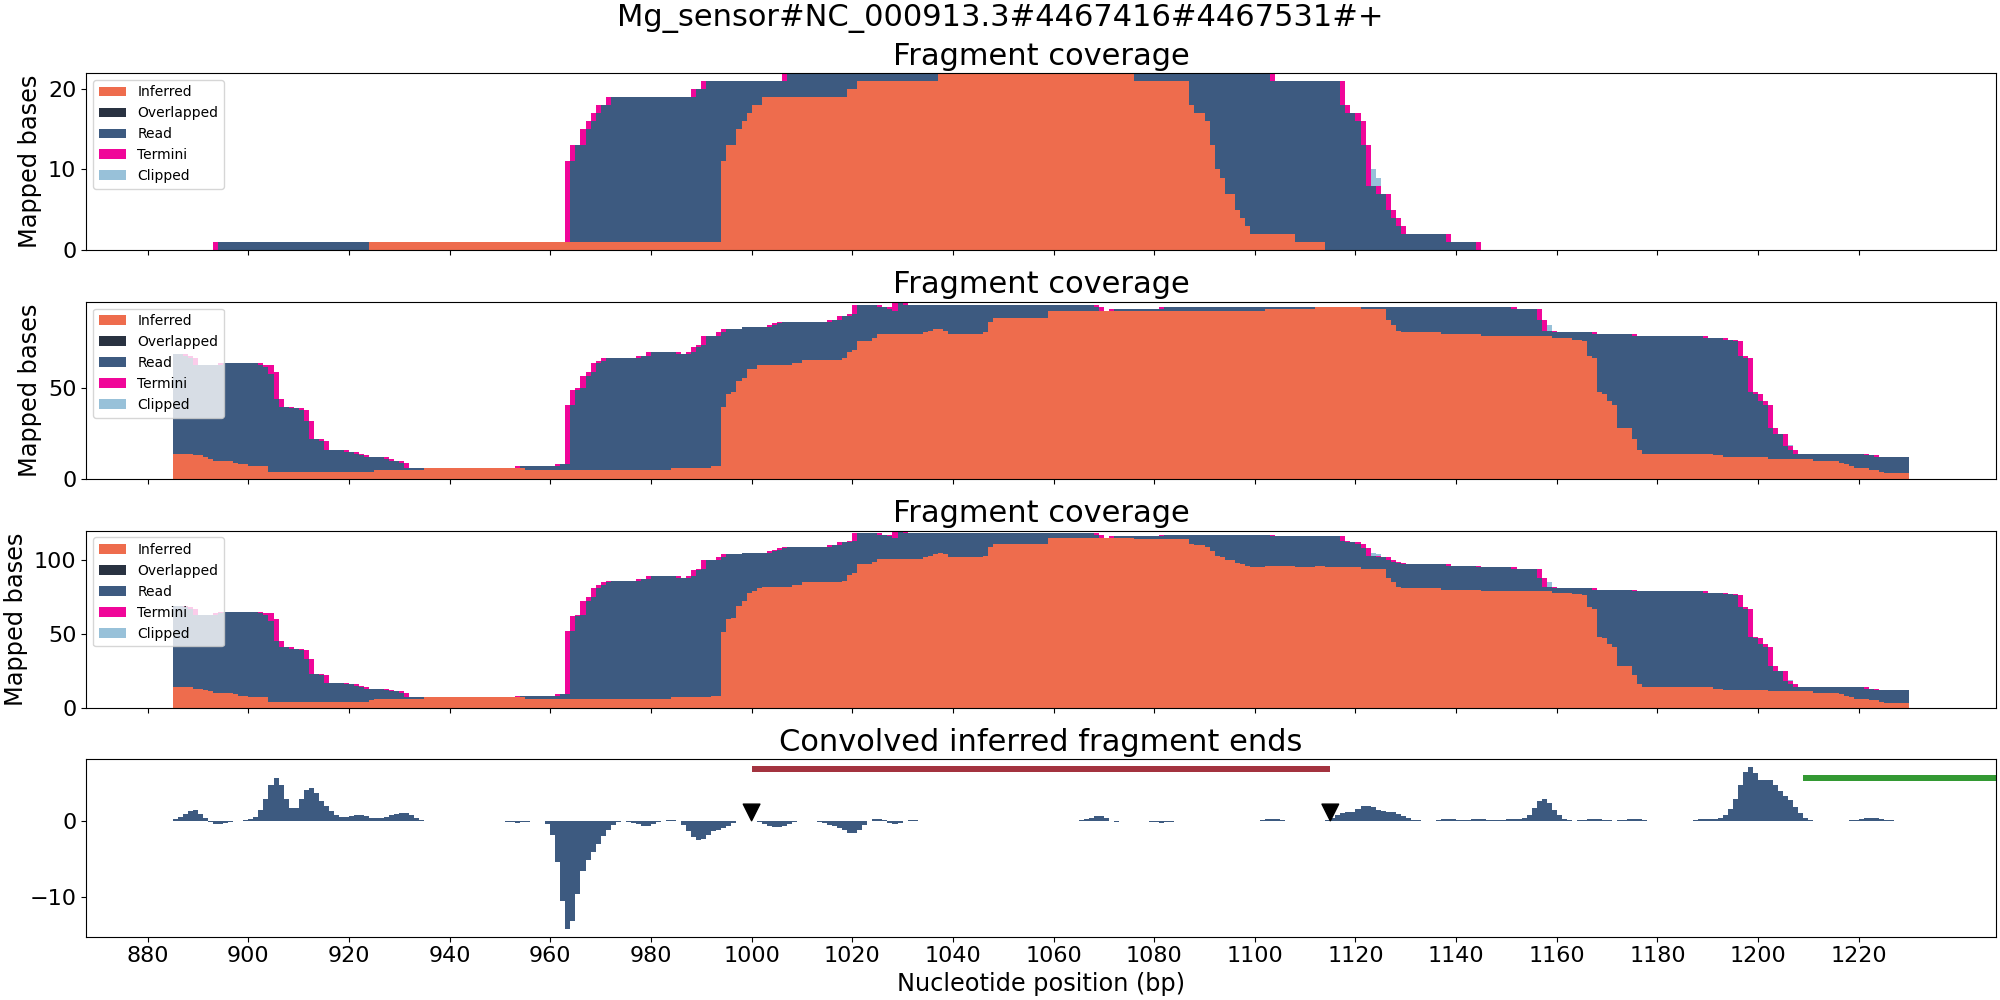 Mg_sensor#NC_000913.3#4467416#4467531#+
Fragment coverage
Mapped bases
20
10
0
Inferred
Overlapped
Read
Termini
Clipped
Fragment coverage
Mapped bases
50
0
Inferred
Overlapped
Read
Termini
Clipped
Fragment coverage
Mapped bases
100
50
0
Inferred
Overlapped
Read
Termini
Clipped
Convolved inferred fragment ends
0
−10
880 900 920 940 960 980 1000 1020 1040 1060 1080 1100 1120 1140 1160 1180 1200 1220
Nucleotide position (bp)